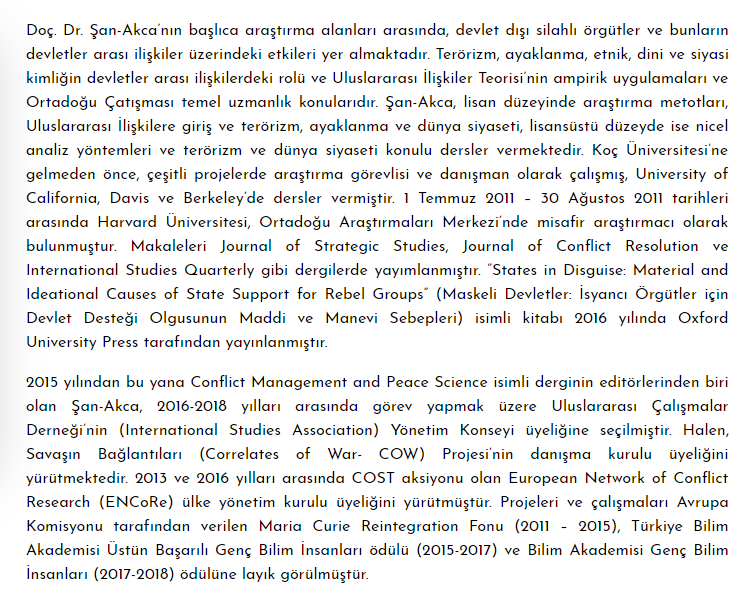 Doç. Dr. Şan-Akca'nın başlıca araştırma alanları arasında, devlet dışı silahlı örgütler ve bunların
devletler arası ilişkiler üzerindeki etkileri yer almaktadır. Terörizm, ayaklanma, etnik, dini ve siyasi
kimliğin devletler arası ilişkilerdeki rolü ve Uluslararası İlişkiler Teorisi'nin ampirik uygulamaları ve
Ortadoğu Çatışması temel uzmanlık konularıdır. Şan-Akca, lisan düzeyinde araştırma metotları,
Uluslararası İlişkilere giriş ve terörizm, ayaklanma ve dünya siyaseti, lisansüstü düzeyde ise nicel
analiz yöntemleri ve terörizm ve dünya siyaseti konulu dersler vermektedir. Koç Üniversitesi'ne
gelmeden önce, çeşitli projelerde araştırma görevlisi ve danışman olarak çalışmış, University of
California, Davis ve Berkeley'de dersler vermiştir. 1 Temmuz 2011 – 30 Ağustos 2011 tarihleri
arasında Harvard Üniversitesi, Ortadoğu Araştırmaları Merkezi'nde misafir araştırmacı olarak
bulunmuştur. Makaleleri Journal of Strategic Studies, Journal of Conflict Resolution ve
International Studies Quarterly gibi dergilerde yayımlanmıştır. “States in Disguise: Material and
Ideational Causes of State Support for Rebel Groups” (Maskeli Devletler: İsyancı Örgütler için
Devlet Desteği Olgusunun Maddi ve Manevi Sebepleri) isimli kitabı 2016 yılında Oxford
University Press tarafından yayınlanmıştır.
2015 yılından bu yana Conflict Management and Peace Science isimli derginin editörlerinden biri
olan Şan-Akca, 2016-2018 yılları arasında görev yapmak üzere Uluslararası Çalışmalar
Derneği'nin (International Studies Association) Yönetim Konseyi üyeliğine seçilmiştir. Halen,
Savaşın Bağlantıları (Correlates of War- COW) Projesi'nin danışma kurulu üyeliğini
yürütmektedir. 2013 ve 2016 yılları arasında COST aksiyonu olan European Network of Conflict
Research (ENCoRe) ülke yönetim kurulu üyeliğini yürütmüştür. Projeleri ve çalışmaları Avrupa
Komisyonu tarafından verilen Maria Curie Reintegration Fonu (2011 – 2015), Türkiye Bilim
Akademisi Üstün Başarılı Genç Bilim İnsanları ödülü (2015-2017) ve Bilim Akademisi Genç Bilim
İnsanları (2017-2018) ödülüne layık görülmüştür.